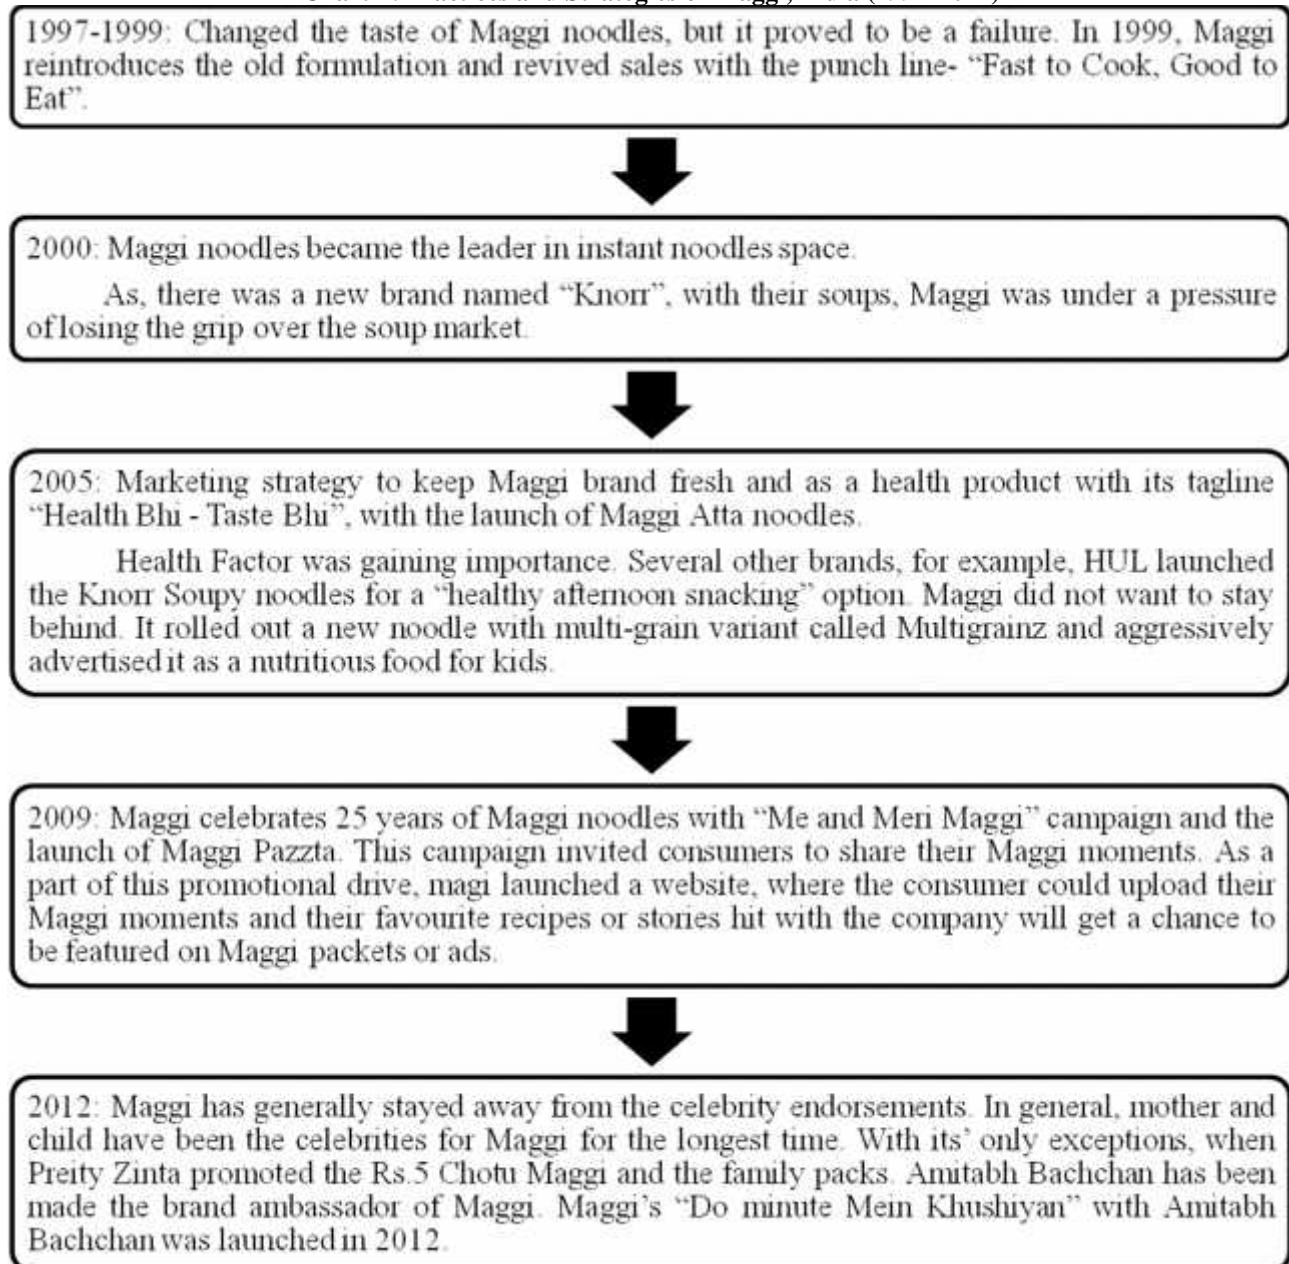 1997-1999: Changed the taste of Maggi noodles, but it proved to be a failure. In 1999, Maggi
reintroduces the old formulation and revived sales with the punch line- “Fast to Cook, Good to
Eat”.
2000: Maggi noodles became the leader in instant noodles space.
As, there was a new brand named “Knorr”, with their soups, Maggi was under a pressure
of losing the grip over the soup market.
2005: Marketing strategy to keep Maggi brand fresh and as a health product with its tagline
“Health Bhi - Taste Bhi”, with the launch of Maggi Atta noodles.
Health Factor was gaining importance. Several other brands, for example, HUL launched
the Knorr Soupy noodles for a “healthy afternoon snacking” option. Maggi did not want to stay
behind. It rolled out a new noodle with multi-grain variant called Multigrainz and aggressively
advertised it as a nutritious food for kids.
2009: Maggi celebrates 25 years of Maggi noodles with “Me and Meri Maggi” campaign and the
launch of Maggi Pazzta. This campaign invited consumers to share their Maggi moments. As a
part of this promotional drive, magi launched a website, where the consumer could upload their
Maggi moments and their favourite recipes or stories hit with the company will get a chance to
be featured on Maggi packets or ads.
2012: Maggi has generally stayed away from the celebrity endorsements. In general, mother and
child have been the celebrities for Maggi for the longest time. With its’ only exceptions, when
Preity Zinta promoted the Rs.5 Chotu Maggi and the family packs. Amitabh Bachchan has been
made the brand ambassador of Maggi. Maggi’s “Do minute Mein Khushiyan” with Amitabh
Bachchan was launched in 2012.